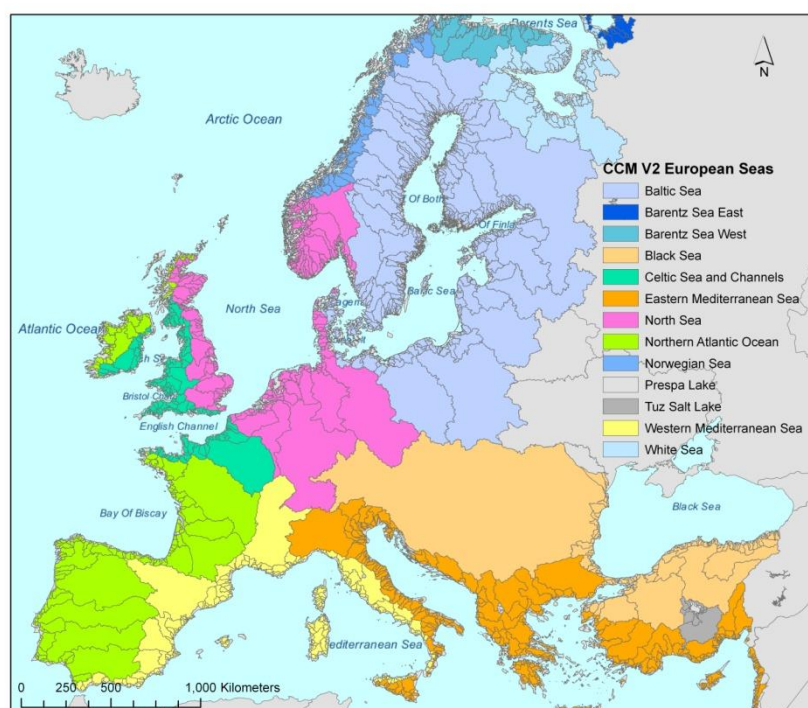 Barents Sea
N
Arctic Ocean
CCM V2 European Seas
Baltic Sea
Barentz Sea East
Barentz Sea West
Black Sea
Celtic Sea and Channels
Eastern Mediterranean Sea
North Sea
Northern Atlantic Ocean
Norwegian Sea
Prespa Lake
Tuz Salt Lake
Western Mediterranean Sea
White Sea
Of Both
Of Finla
Baltic Sea
North Sea
Atlantic Ocean
Bristol Cha
English Channel
Bay Of Biscay
Black Sea
editerranean Sea
0 250 500 1,000 Kilometers